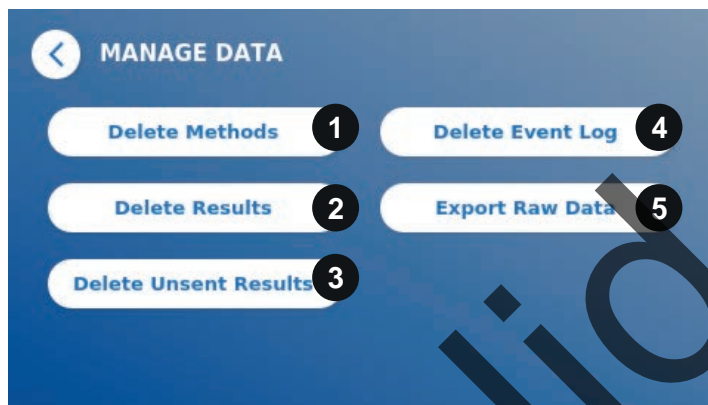 MANAGE DATA
Delete Methods 1
Delete Results 2
Delete Unsent Results 3
Delete Event Log 4
Export Raw Data 5